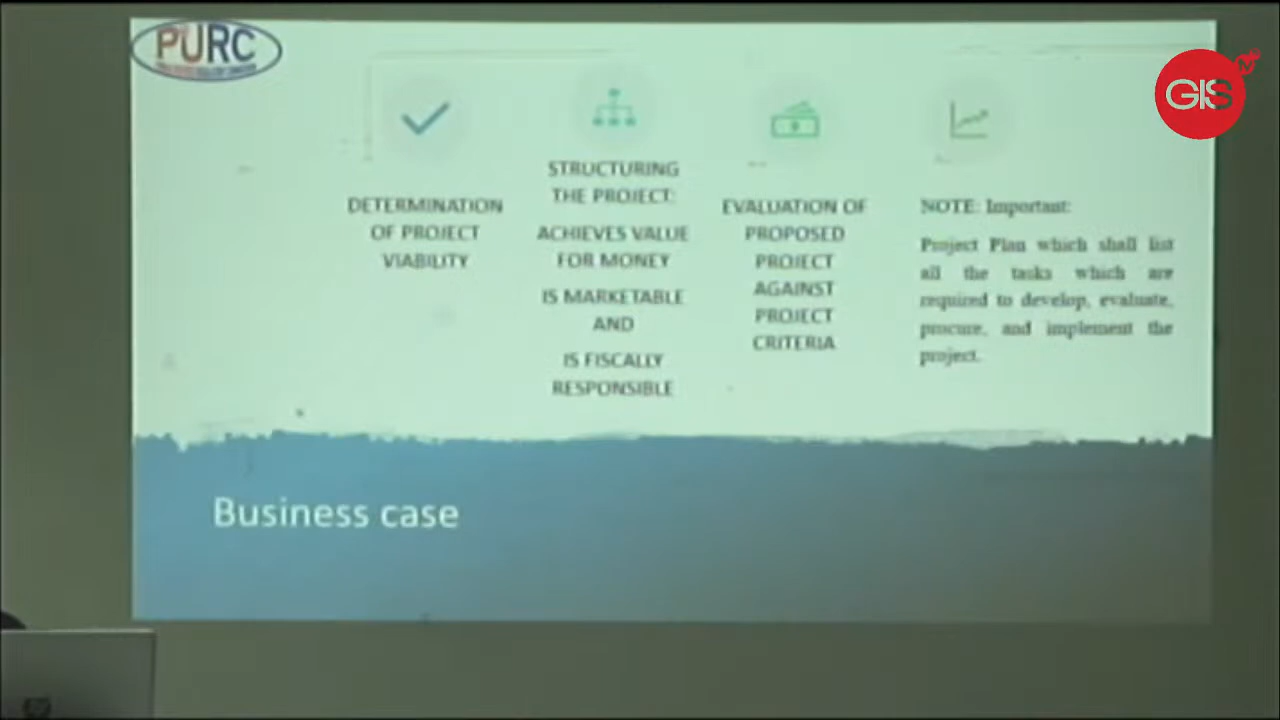 PURC
GIS
DETERMINATION
OF PROJECT
VIABILITY
STRUCTURING
THE PROJECT:
ACHIEVES VALUE
FOR MONEY
IS MARKETABLE
AND
IS FISCALLY
RESPONSIBLE
EVALUATION OF
PROPOSED
PROJECT
AGAINST
PROJECT
CRITERIA
NOTE: Important:
Project Plan which shall list
all the tasks which are
required to develop, evaluate,
procure, and implement the
project.
Business case